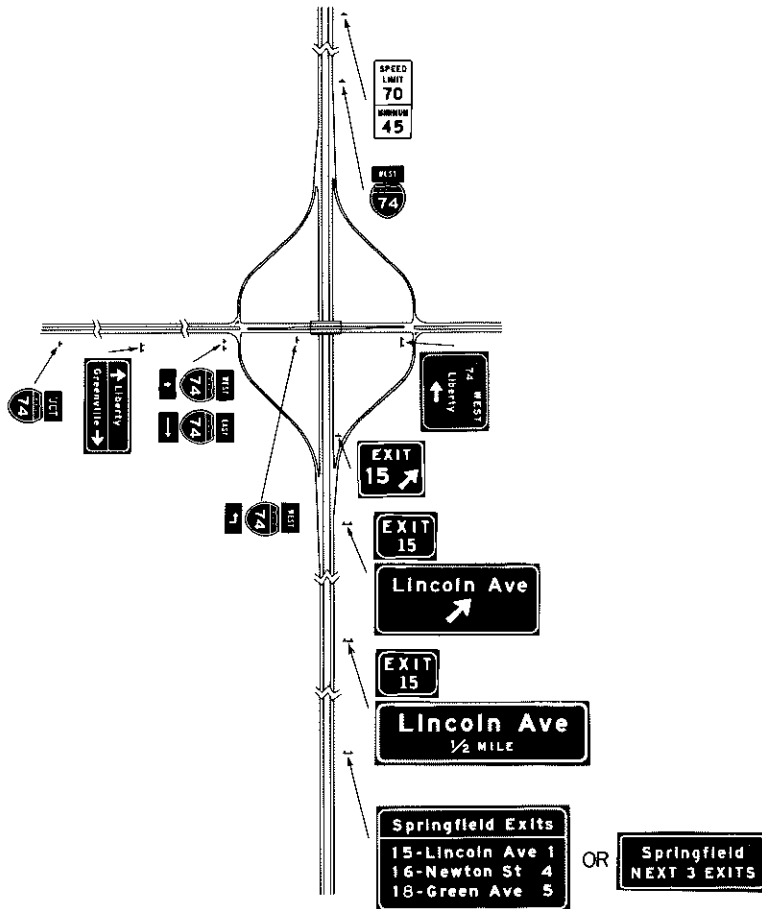 SPEED
LIMIT
70
MINIMUM
45
WEST
74
JCT
74
Liberty
Greenville
WEST
74
EAST
74
WEST
74
74 WEST
Liberty
EXIT
15
EXIT
15
Lincoln Ave
EXIT
15
Lincoln Ave
1/2 MILE
Springfield Exits
15-Lincoln Ave 1
16-Newton St 4
18-Green Ave 5
OR
Springfield
NEXT 3 EXITS